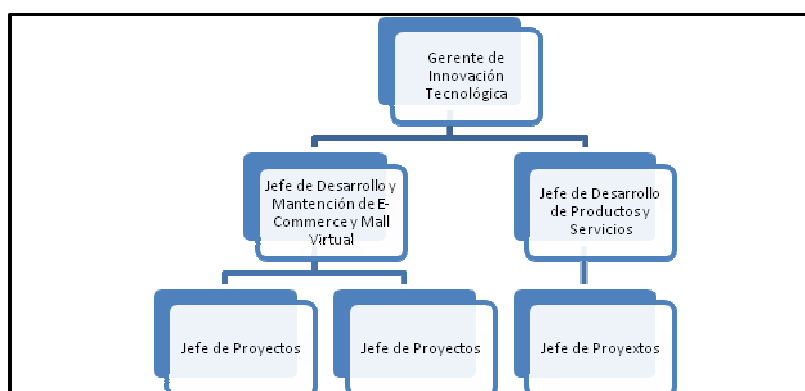 Gerente de
Innovación
Tecnológica
Jefe de Desarrollo y
Mantención de E-
Commerce y Mall
Virtual
Jefe de Desarrollo
de Productos y
Servicios
Jefe de Proyectos
Jefe de Proyectos
Jefe de Proyextos